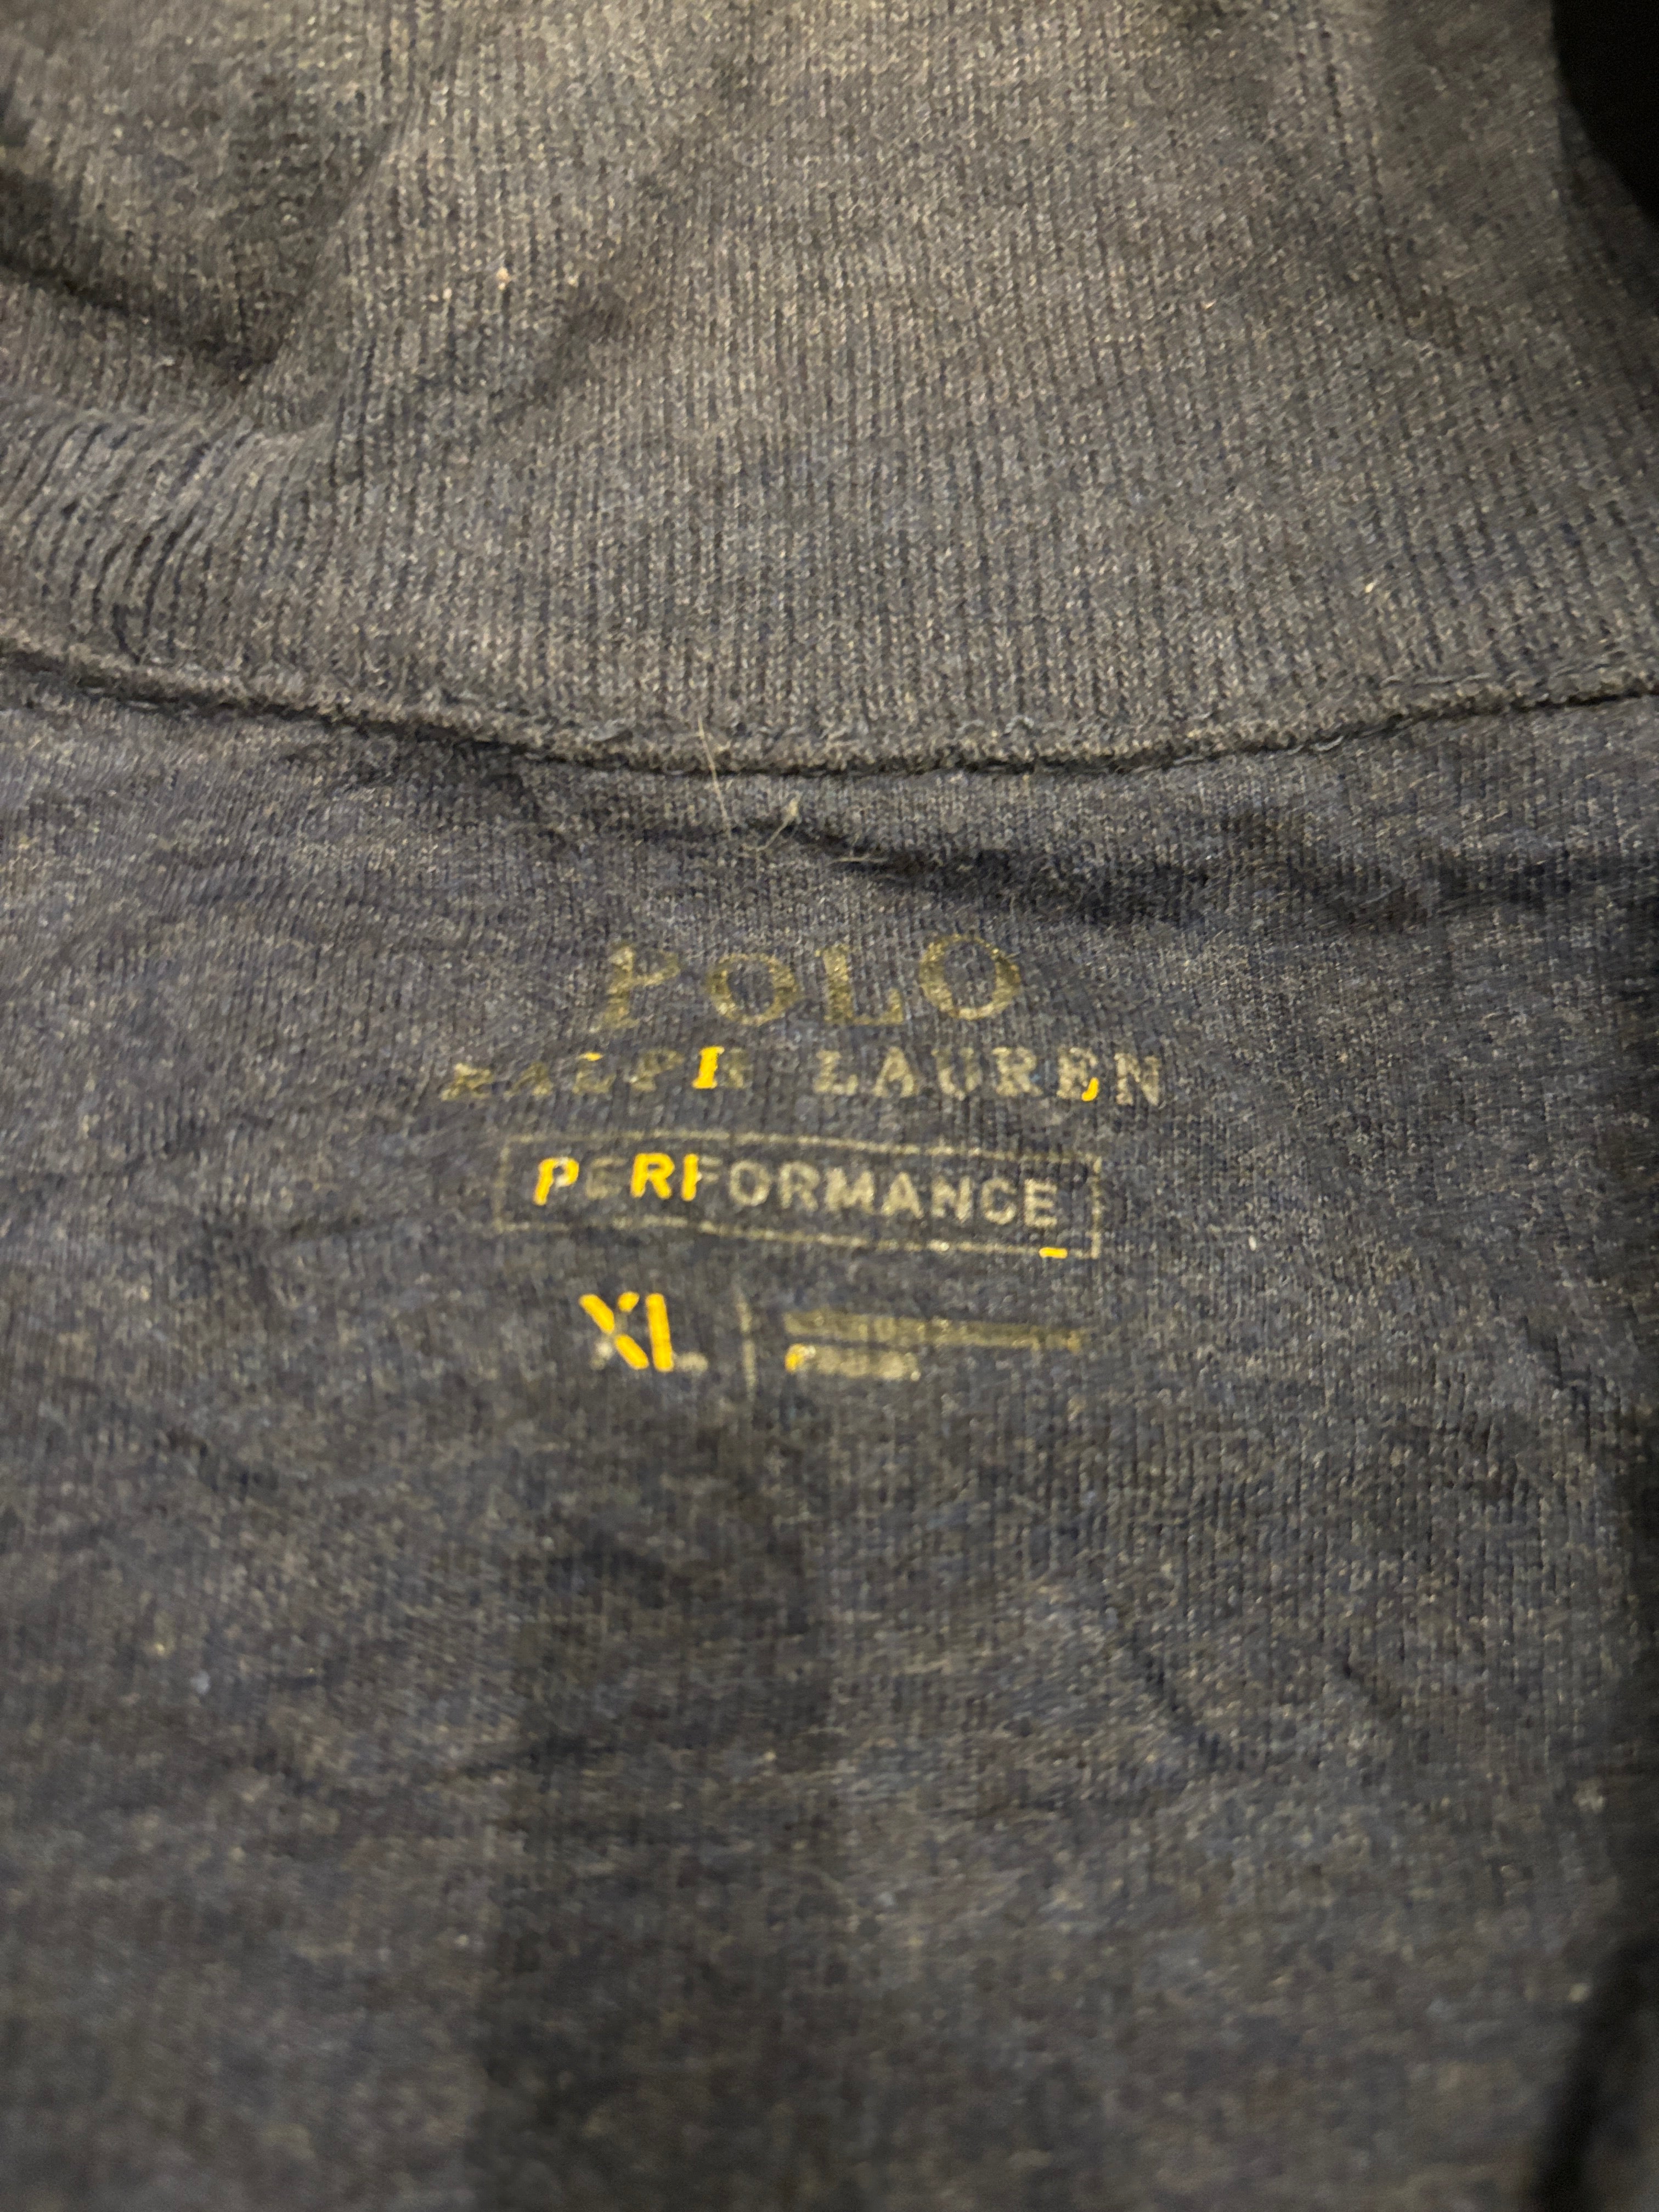 POLO
RALPH LAUREN
PERFORMANCE
XL